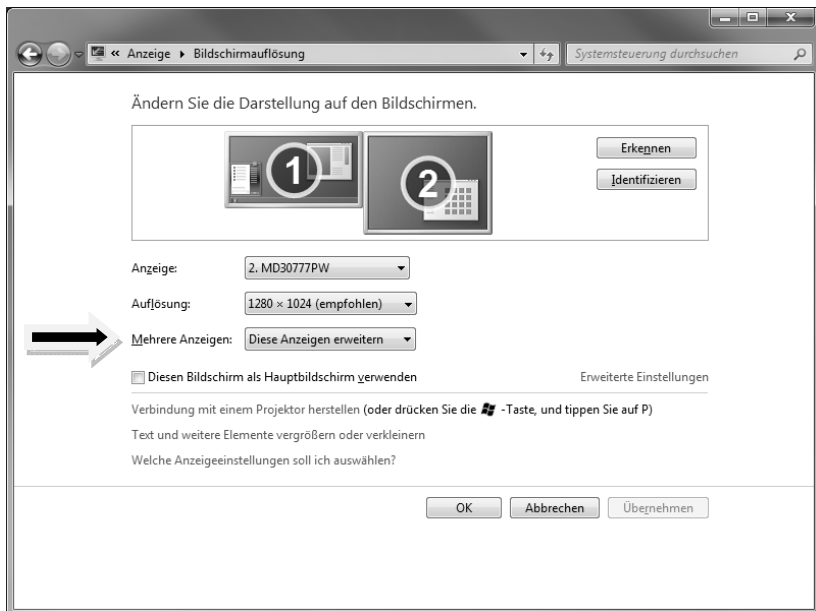 « Anzeige ▸ Bildschirmauflösung Systemsteuerung durchsuchen
Ändern Sie die Darstellung auf den Bildschirmen.
1 2
Erkennen
Identifizieren
Anzeige: 2. MD30777PW
Auflösung: 1280 × 1024 (empfohlen)
Mehrere Anzeigen: Diese Anzeigen erweitern
Diesen Bildschirm als Hauptbildschirm verwenden Erweiterte Einstellungen
Verbindung mit einem Projektor herstellen (oder drücken Sie die -Taste, und tippen Sie auf P)
Text und weitere Elemente vergrößern oder verkleinern
Welche Anzeigeeinstellungen soll ich auswählen?
OK Abbrechen Übernehmen